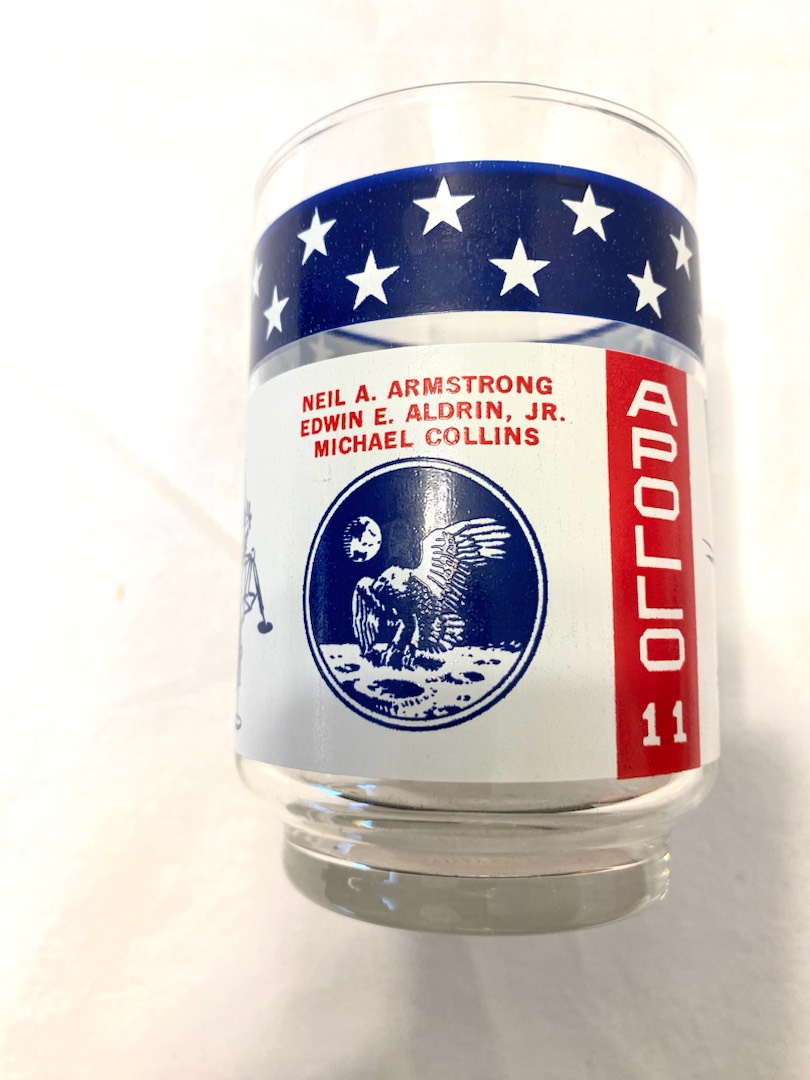 NEIL A. ARMSTRONG
EDWIN E. ALDRIN, JR.
MICHAEL COLLINS
APOLLO 11